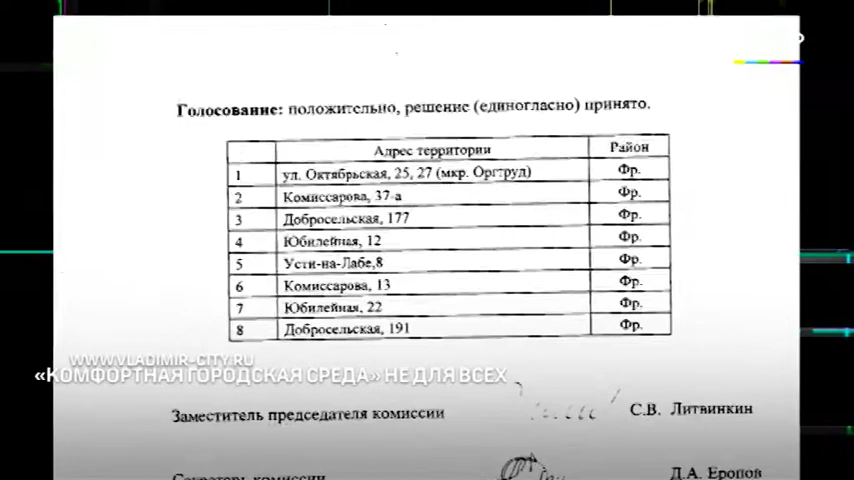 Голосование: положительно, решение (единогласно) принято.
Адрес территории Район
1 ул. Октябрьская, 25, 27 (мкр. Оргтруд) Фр.
2 Комиссарова, 37-а Фр.
3 Добросельская, 177 Фр.
4 Юбилейная, 12 Фр.
5 Усти-на-Лабе,8 Фр.
6 Комиссарова, 13 Фр.
7 Юбилейная, 22 Фр.
8 Добросельская, 191 Фр.
WWW.VLADIMIR-CITY.RU
«КОМФОРТНАЯ ГОРОДСКАЯ СРЕДА» НЕ ДЛЯ ВСЕХ
Заместитель председателя комиссии С.В. Литвинкин
Секретарь комиссии Д.А. Еропов